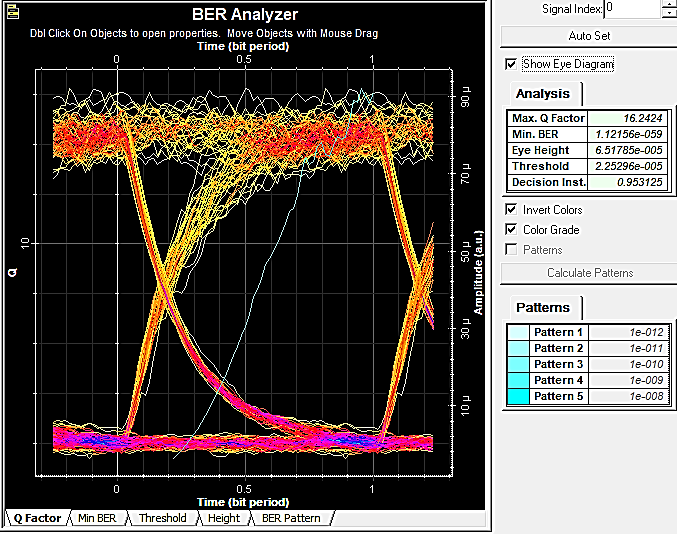 BER Analyzer
Dbl Click On Objects to open properties. Move Objects with Mouse Drag
Time (bit period)
0 0.5 1
Q
10
90 µ
70 µ
50 µ
30 µ
10 µ
Amplitude (a.u.)
0 0.5 1
Time (bit period)
Q Factor Min BER Threshold Height BER Pattern
Signal Index: 0
Auto Set
Show Eye Diagram
Analysis
Max. Q Factor 16.2424
Min. BER 1.12156e-059
Eye Height 6.51785e-005
Threshold 2.25296e-005
Decision Inst. 0.953125
Invert Colors
Color Grade
Patterns
Calculate Patterns
Patterns
Pattern 1 1e-012
Pattern 2 1e-011
Pattern 3 1e-010
Pattern 4 1e-009
Pattern 5 1e-008